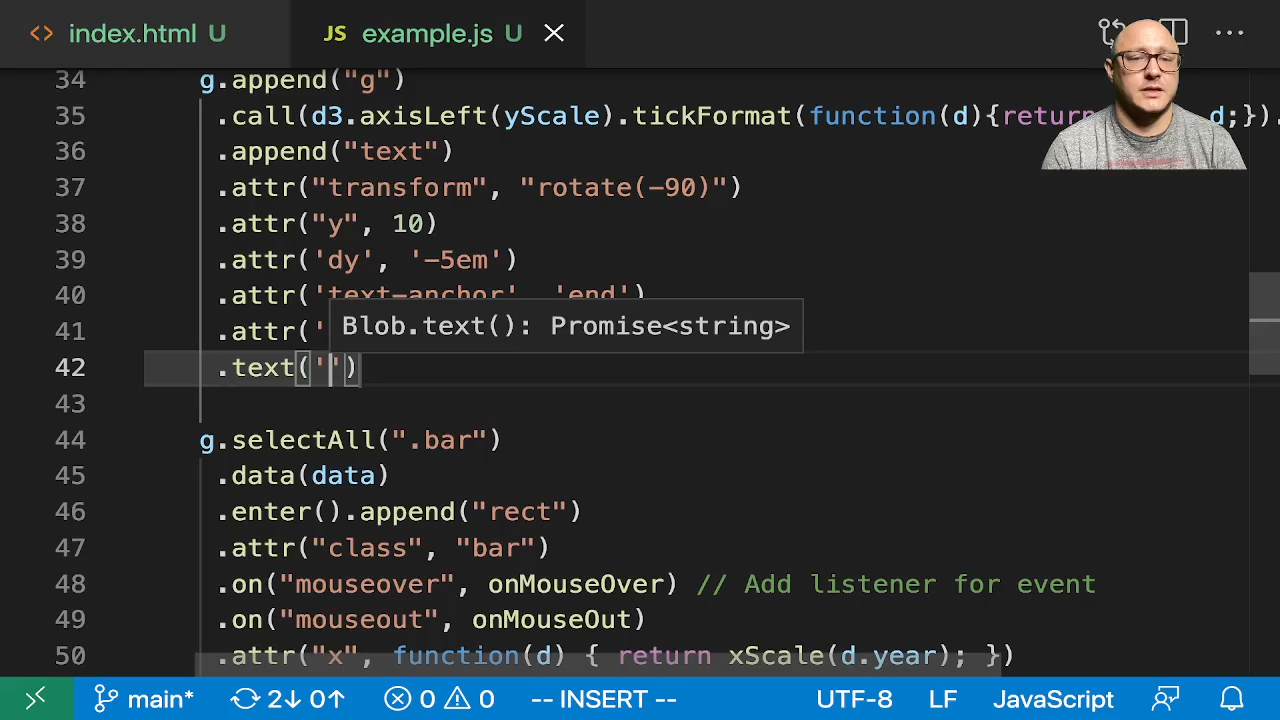 index.html U JS example.js U
34 g.append("g")
35 .call(d3.axisLeft(yScale).tickFormat(function(d){return d;}).
36 .append("text")
37 .attr("transform", "rotate(-90)")
38 .attr("y", 10)
39 .attr('dy', '-5em')
40 .attr('text-anchor', 'end')
Blob.text(): Promise<string>
41 .attr('
42 .text('')
43
44 g.selectAll(".bar")
45 .data(data)
46 .enter().append("rect")
47 .attr("class", "bar")
48 .on("mouseover", onMouseOver) // Add listener for event
49 .on("mouseout", onMouseOut)
50 .attr("x", function(d) { return xScale(d.year); })
main* 2↓ 0↑ 0 0 -- INSERT -- UTF-8 LF JavaScript